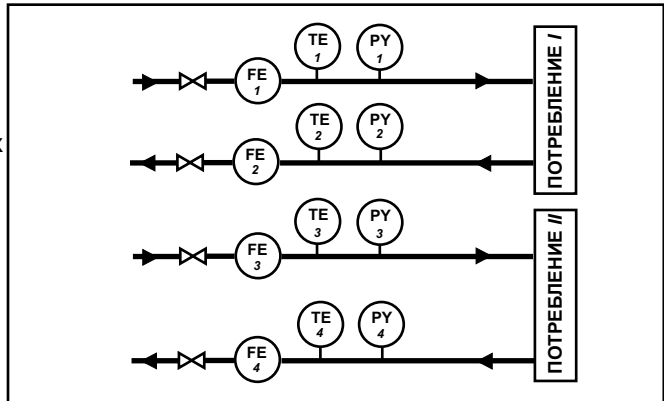 TE 1 PY 1
FE 1
ПОТРЕБЛЕНИЕ I
TE 2 PY 2
FE 2
TE 3 PY 3
FE 3
ПОТРЕБЛЕНИЕ II
TE 4 PY 4
FE 4